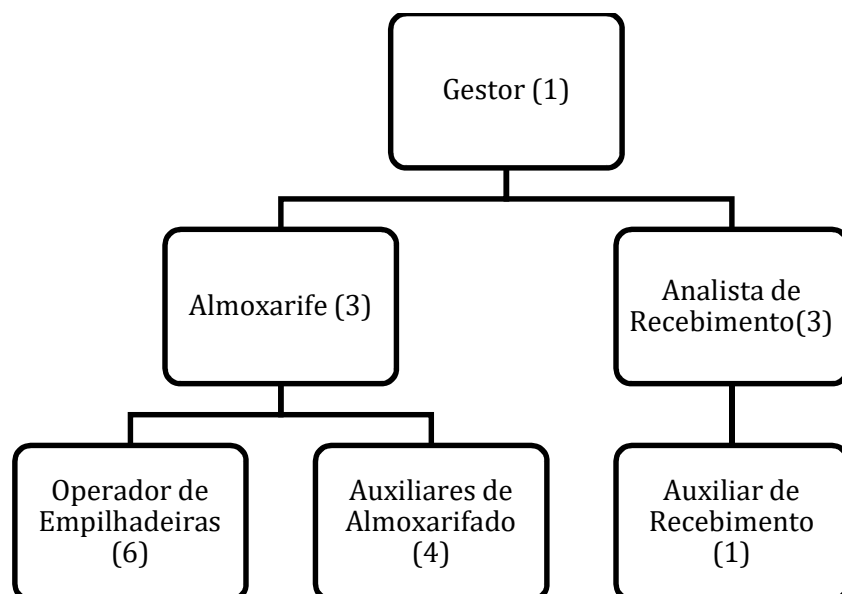 Gestor (1)
Almoxarife (3)
Analista de
Recebimento(3)
Operador de
Empilhadeiras
(6)
Auxiliares de
Almoxarifado
(4)
Auxiliar de
Recebimento
(1)